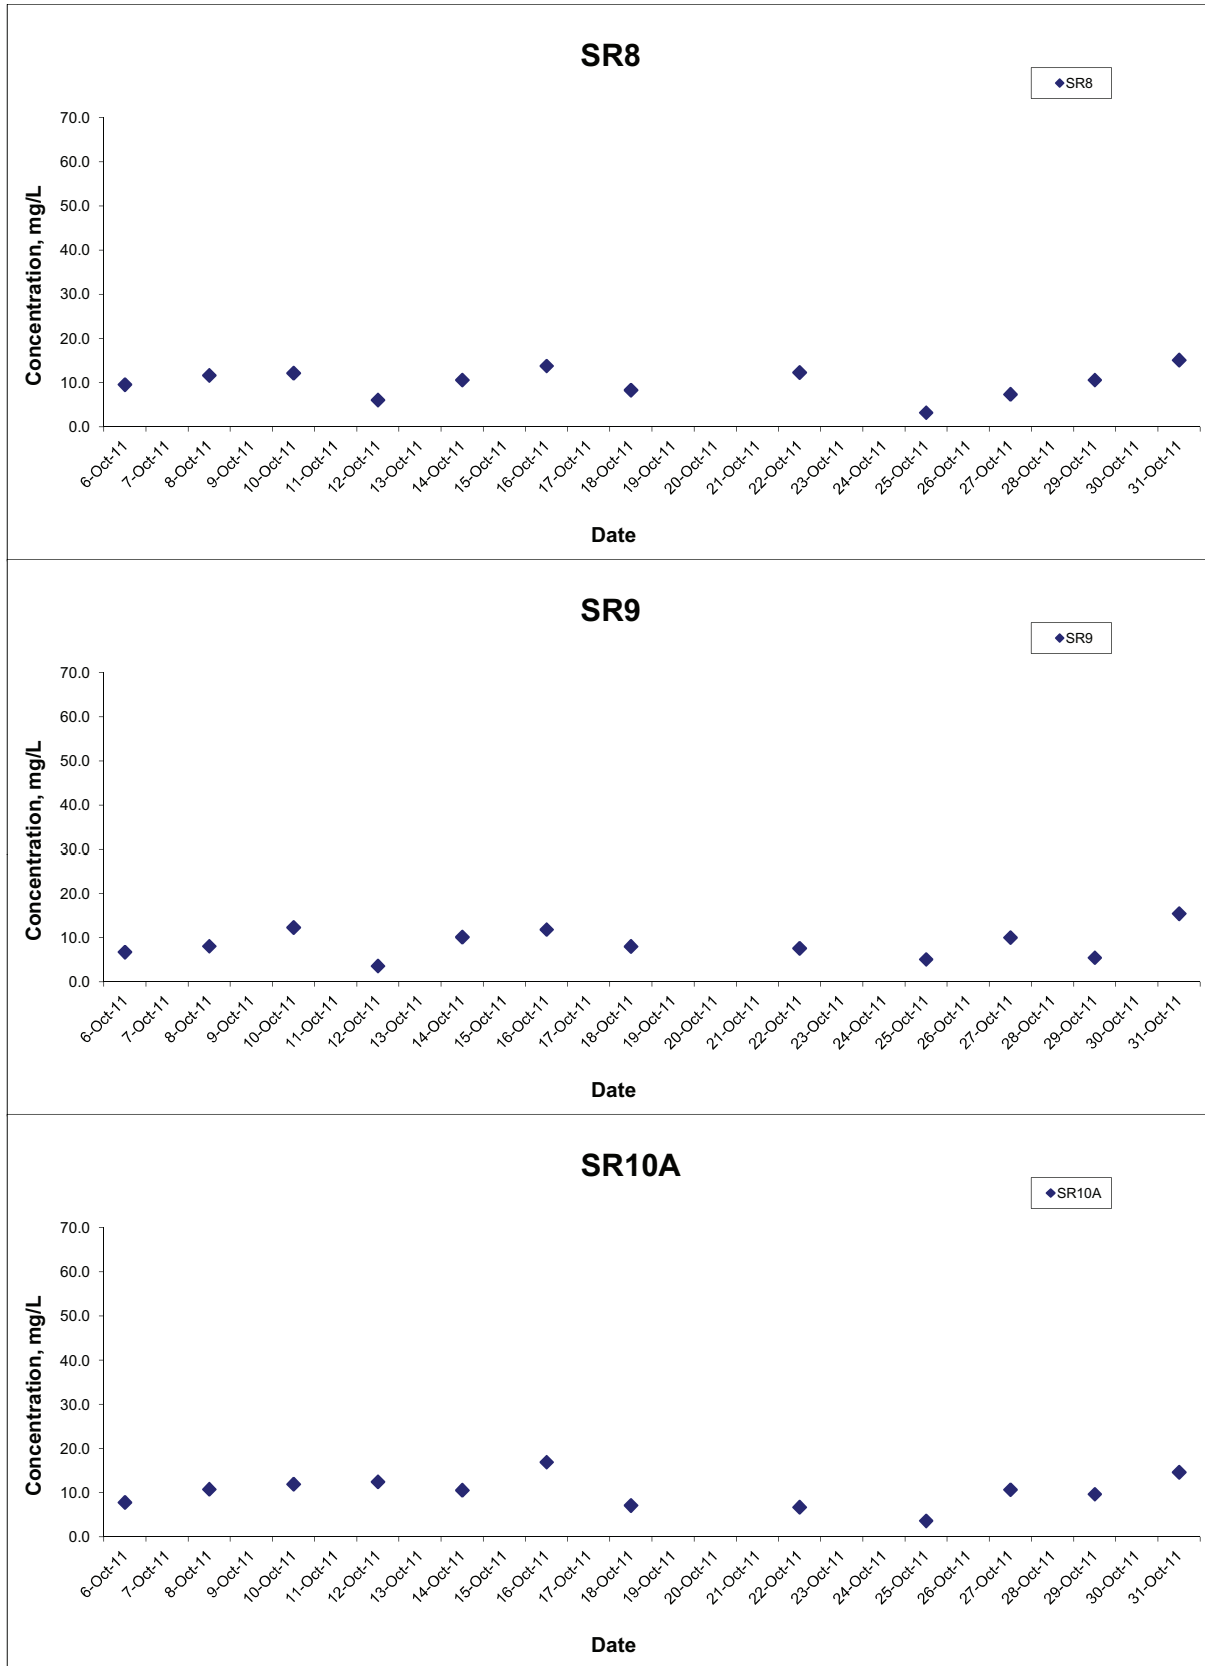 SR8
SR8
70.0
60.0
50.0
40.0
30.0
20.0
10.0
0.0
Concentration, mg/L
6-Oct-11 7-Oct-11 8-Oct-11 9-Oct-11 10-Oct-11 11-Oct-11 12-Oct-11 13-Oct-11 14-Oct-11 15-Oct-11 16-Oct-11 17-Oct-11 18-Oct-11 19-Oct-11 20-Oct-11 21-Oct-11 22-Oct-11 23-Oct-11 24-Oct-11 25-Oct-11 26-Oct-11 27-Oct-11 28-Oct-11 29-Oct-11 30-Oct-11 31-Oct-11
Date
SR9
SR9
70.0
60.0
50.0
40.0
30.0
20.0
10.0
0.0
Concentration, mg/L
6-Oct-11 7-Oct-11 8-Oct-11 9-Oct-11 10-Oct-11 11-Oct-11 12-Oct-11 13-Oct-11 14-Oct-11 15-Oct-11 16-Oct-11 17-Oct-11 18-Oct-11 19-Oct-11 20-Oct-11 21-Oct-11 22-Oct-11 23-Oct-11 24-Oct-11 25-Oct-11 26-Oct-11 27-Oct-11 28-Oct-11 29-Oct-11 30-Oct-11 31-Oct-11
Date
SR10A
SR10A
70.0
60.0
50.0
40.0
30.0
20.0
10.0
0.0
Concentration, mg/L
6-Oct-11 7-Oct-11 8-Oct-11 9-Oct-11 10-Oct-11 11-Oct-11 12-Oct-11 13-Oct-11 14-Oct-11 15-Oct-11 16-Oct-11 17-Oct-11 18-Oct-11 19-Oct-11 20-Oct-11 21-Oct-11 22-Oct-11 23-Oct-11 24-Oct-11 25-Oct-11 26-Oct-11 27-Oct-11 28-Oct-11 29-Oct-11 30-Oct-11 31-Oct-11
Date